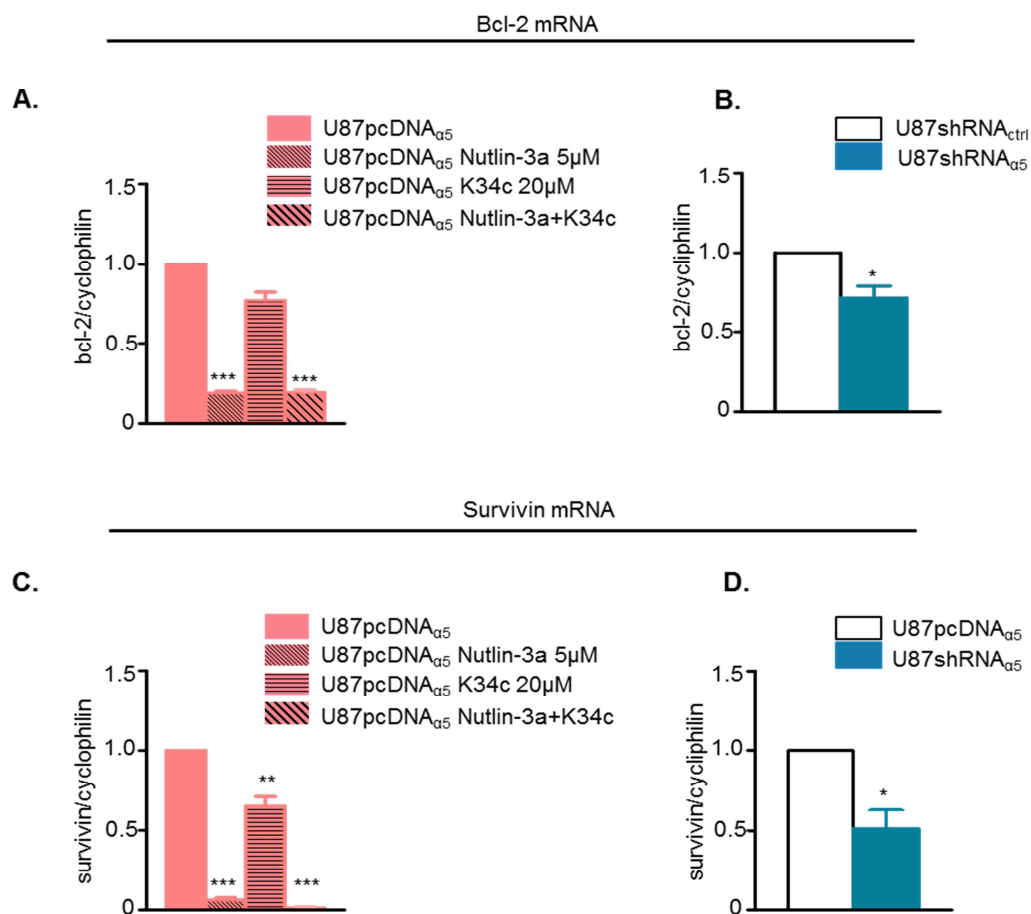 Bcl-2 mRNA
A.
U87pcDNAα5
U87pcDNAα5 Nutlin-3a 5µM
U87pcDNAα5 K34c 20µM
U87pcDNAα5 Nutlin-3a+K34c
bcl-2/cyclophilin
1.5
1.0
0.5
0
***
***
B.
U87shRNActrl
U87shRNAα5
bcl-2/cycliphilin
1.5
1.0
0.5
0
*
Survivin mRNA
C.
U87pcDNAα5
U87pcDNAα5 Nutlin-3a 5µM
U87pcDNAα5 K34c 20µM
U87pcDNAα5 Nutlin-3a+K34c
survivin/cyclophilin
1.5
1.0
0.5
0
***
**
***
D.
U87pcDNAα5
U87shRNAα5
survivin/cycliphilin
1.5
1.0
0.5
0
*